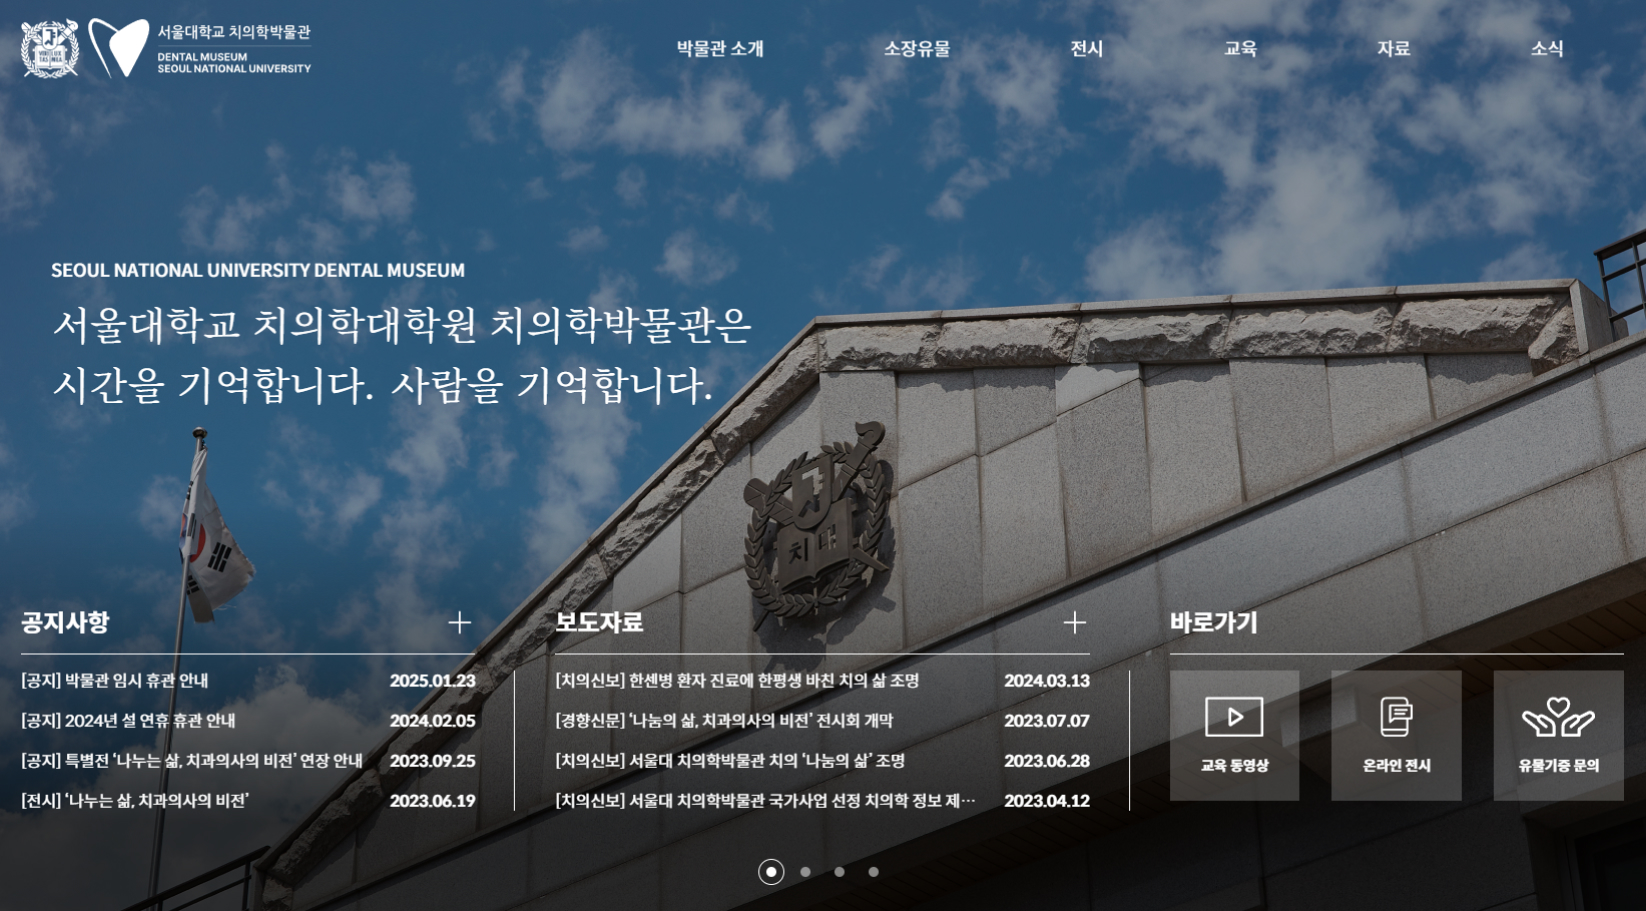 서울대학교 치의학박물관
DENTAL MUSEUM
SEOUL NATIONAL UNIVERSITY
박물관 소개
소장유물
전시
교육
자료
소식
SEOUL NATIONAL UNIVERSITY DENTAL MUSEUM
서울대학교 치의학대학원 치의학박물관은
시간을 기억합니다. 사람을 기억합니다.
치대
공지사항
[공지] 박물관 임시 휴관 안내 2025.01.23
[공지] 2024년 설 연휴 휴관 안내 2024.02.05
[공지] 특별전 ‘나누는 삶, 치과의사의 비전’ 연장 안내 2023.09.25
[전시] ‘나누는 삶, 치과의사의 비전’ 2023.06.19
보도자료
[치의신보] 한센병 환자 진료에 한평생 바친 치의 삶 조명 2024.03.13
[경향신문] ‘나눔의 삶, 치과의사의 비전’ 전시회 개막 2023.07.07
[치의신보] 서울대 치의학박물관 치의 ‘나눔의 삶’ 조명 2023.06.28
[치의신보] 서울대 치의학박물관 국가사업 선정 치의학 정보 제… 2023.04.12
바로가기
교육 동영상
온라인 전시
유물기증 문의